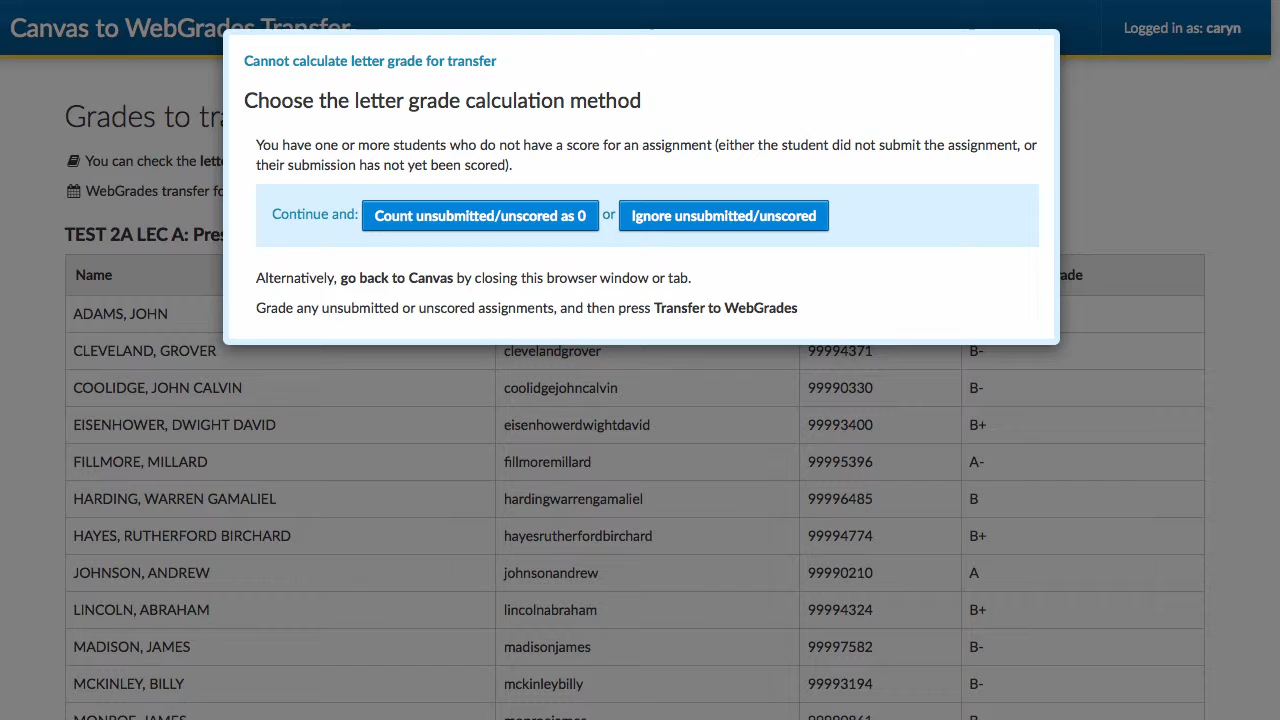 Canvas to WebGrades Transfer
Logged in as: caryn
Cannot calculate letter grade for transfer
Choose the letter grade calculation method
You have one or more students who do not have a score for an assignment (either the student did not submit the assignment, or
their submission has not yet been scored).
Continue and: Count unsubmitted/unscored as 0 or Ignore unsubmitted/unscored
Alternatively, go back to Canvas by closing this browser window or tab.
Grade any unsubmitted or unscored assignments, and then press Transfer to WebGrades
Grades to
You can check the
WebGrades transfer
TEST 2A LEC A:
Name
ADAMS, JOHN
CLEVELAND, GROVER clevelandgrover 99994371 B-
COOLIDGE, JOHN CALVIN coolidgejohncalvin 99990330 B-
EISENHOWER, DWIGHT DAVID eisenhowerdwightdavid 99993400 B+
FILLMORE, MILLARD fillmoremillard 99995396 A-
HARDING, WARREN GAMALIEL hardingwarrengamaliel 99996485 B
HAYES, RUTHERFORD BIRCHARD hayesrutherfordbirchard 99994774 B+
JOHNSON, ANDREW johnsonandrew 99990210 A
LINCOLN, ABRAHAM lincolnabraham 99994324 B+
MADISON, JAMES madisonjames 99997582 B-
MCKINLEY, BILLY mckinleybilly 99993194 B-
MONROE, JAMES monroejames